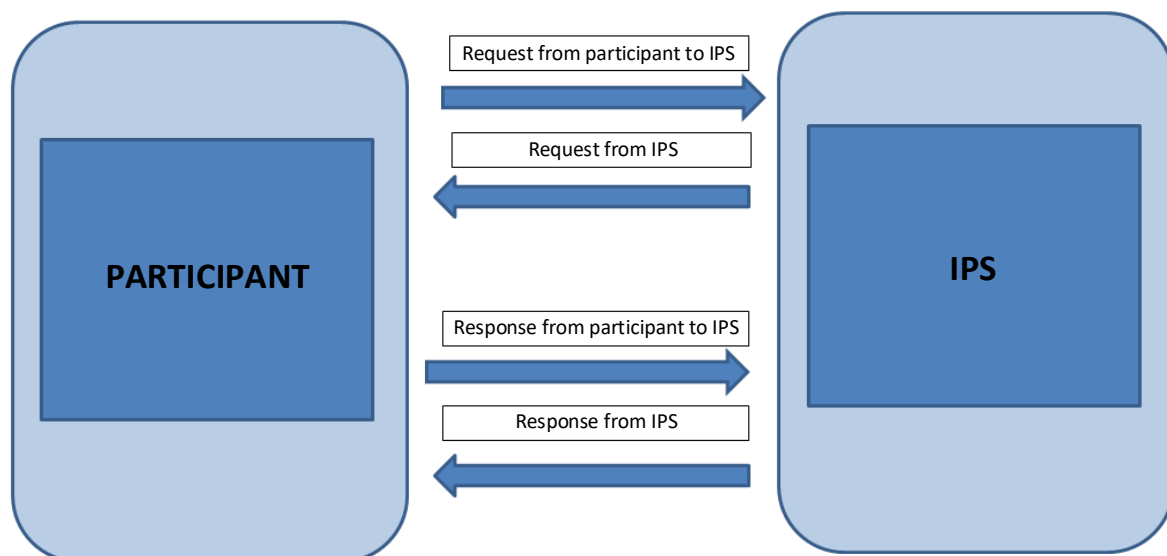 Request from participant to IPS
Request from IPS
PARTICIPANT
IPS
Response from participant to IPS
Response from IPS